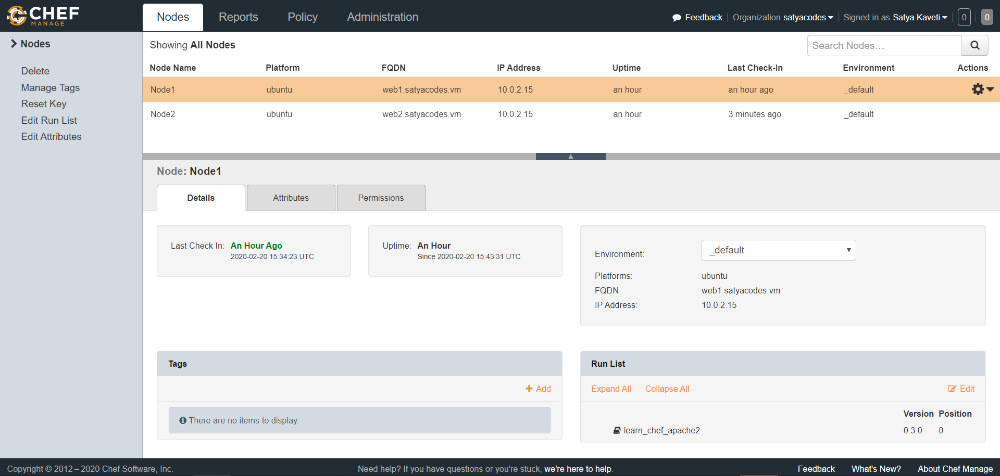 CHEF
MANAGE
Nodes Reports Policy Administration
Feedback Organization satyacodes Signed in as Satya Kaveti 0 0
Nodes
Delete
Manage Tags
Reset Key
Edit Run List
Edit Attributes
Showing All Nodes
Search Nodes...
Node Name Platform FQDN IP Address Uptime Last Check-In Environment Actions
Node1 ubuntu web1.satyacodes.vm 10.0.2.15 an hour an hour ago _default
Node2 ubuntu web2.satyacodes.vm 10.0.2.15 an hour 3 minutes ago _default
Node: Node1
Details Attributes Permissions
Last Check In: An Hour Ago
2020-02-20 15:34:23 UTC
Uptime: An Hour
Since 2020-02-20 15:43:31 UTC
Environment: _default
Platforms: ubuntu
FQDN: web1.satyacodes.vm
IP Address: 10.0.2.15
Tags
Add
There are no items to display.
Run List
Expand All Collapse All Edit
Version Position
learn_chef_apache2 0.3.0 0
Copyright © 2012 – 2020 Chef Software, Inc.
Need help? If you have questions or you're stuck, we're here to help.
Feedback What's New? About Chef Manage